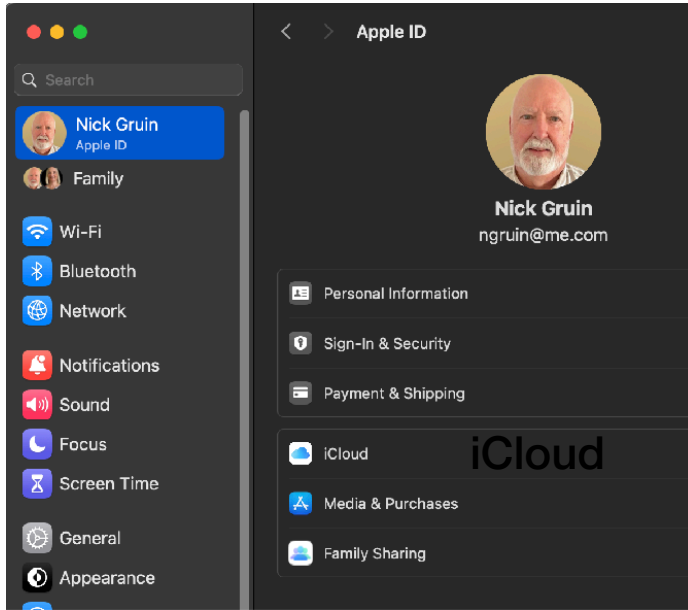 Apple ID
Search
Nick Gruin
Apple ID
Family
Wi-Fi
Bluetooth
Network
Notifications
Sound
Focus
Screen Time
General
Appearance
Nick Gruin
ngruin@me.com
Personal Information
Sign-In & Security
Payment & Shipping
iCloud
iCloud
Media & Purchases
Family Sharing